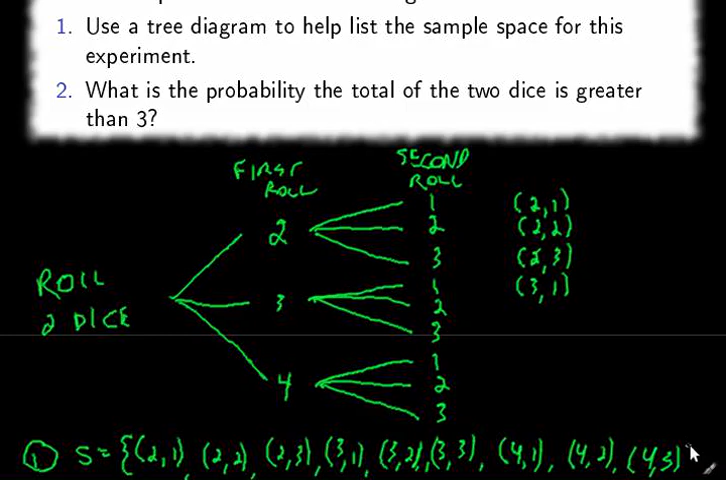 1. Use a tree diagram to help list the sample space for this
experiment.
2. What is the probability the total of the two dice is greater
than 3?
FIRST
ROLL
SECOND
ROLL
ROLL
2 DICE
2
1
2
3
3
1
2
3
4
1
2
3
(2,1)
(2,2)
(2,3)
(3,1)
① S={(2,1), (2,2), (2,3), (3,1), (3,2), (3,3), (4,1), (4,2), (4,3)